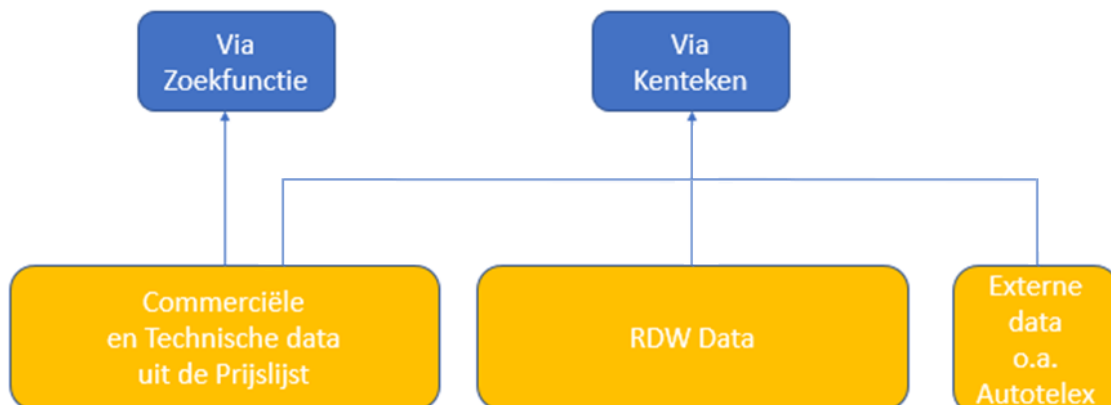 Via
Zoekfunctie
Via
Kenteken
Commerciële
en Technische data
uit de Prijslijst
RDW Data
Externe
data
o.a.
Autotelex